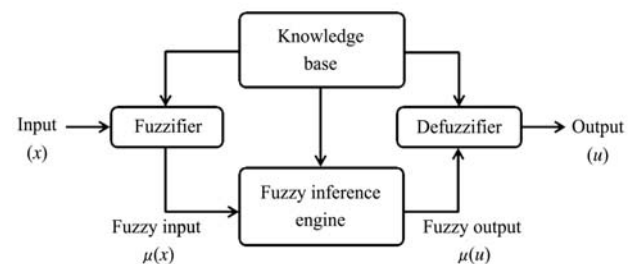 Knowledge
base
Input
(x)
Fuzzifier
Defuzzifier
Output
(u)
Fuzzy inference
engine
Fuzzy input
μ(x)
Fuzzy output
μ(u)